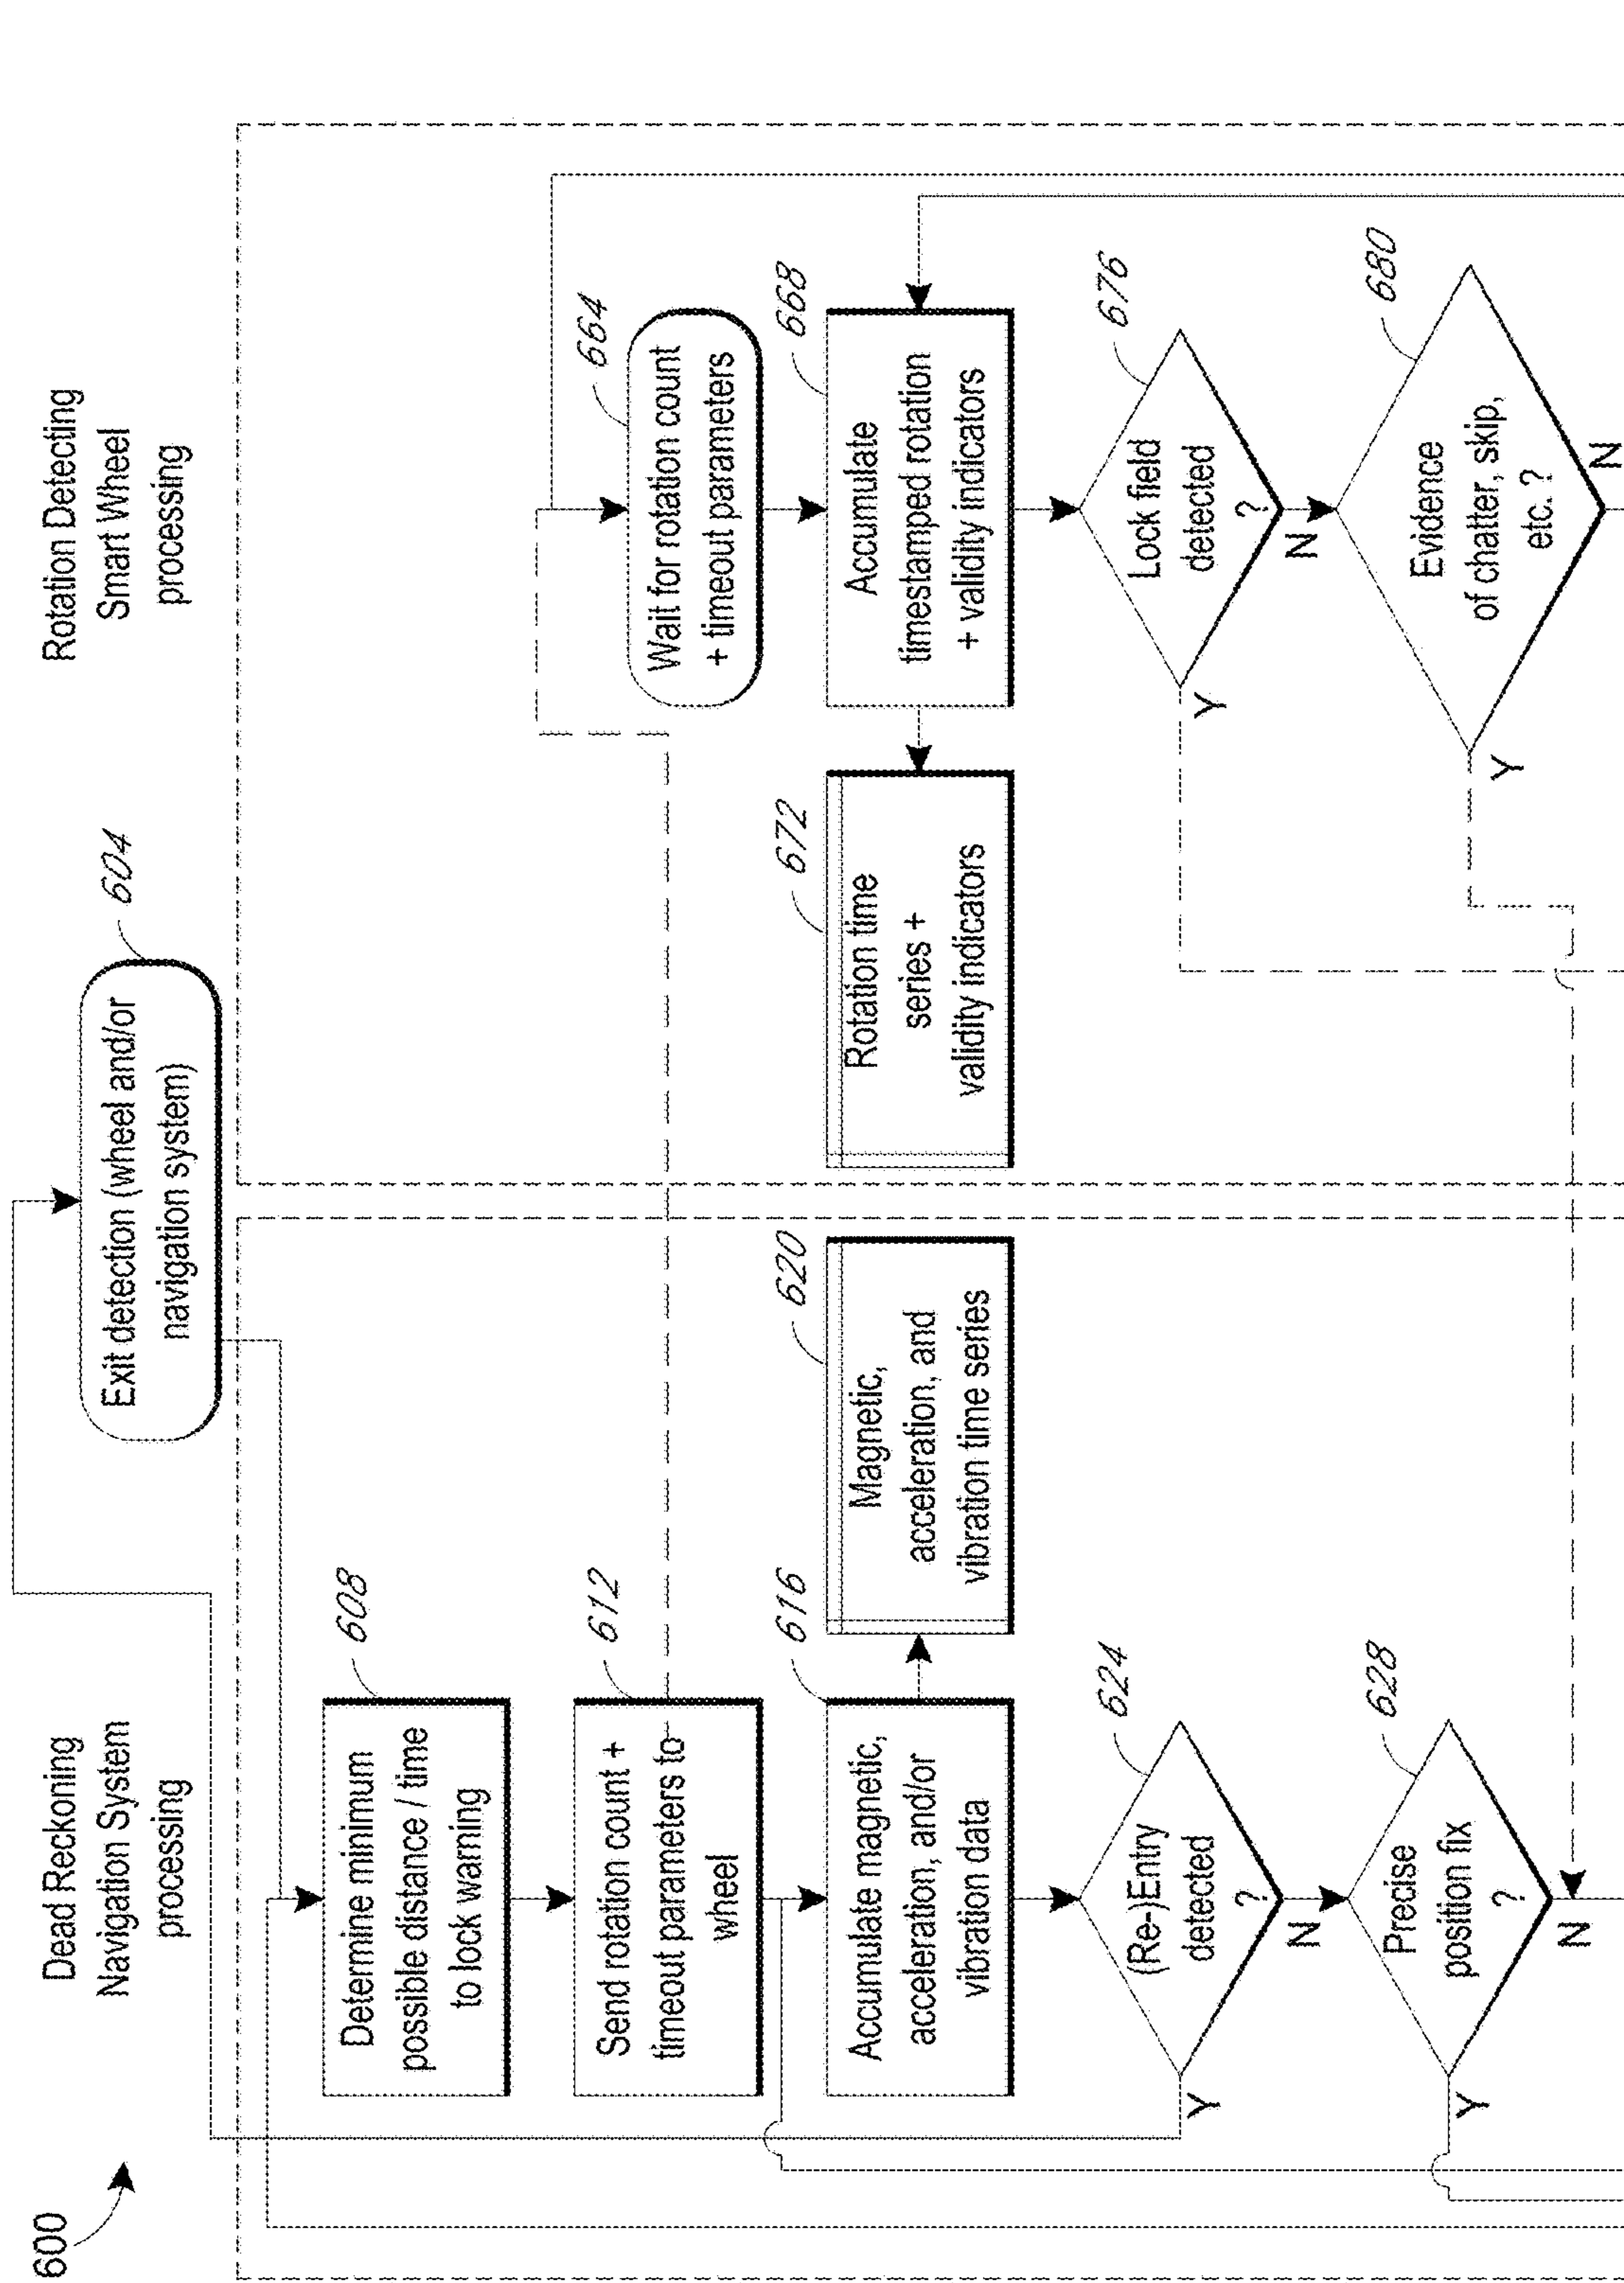 600
Dead Reckoning
Navigation System
processing
Rotation Detecting
Smart Wheel
processing
Exit detection (wheel and/or
navigation system)
604
Determine minimum
possible distance / time
to lock warning
608
Send rotation count +
timeout parameters to
wheel
612
Accumulate magnetic,
acceleration, and/or
vibration data
616
Magnetic,
acceleration, and
vibration time series
620
(Re-)Entry
detected
?
624
Y
N
Precise
position fix
?
628
Y
N
Wait for rotation count
+ timeout parameters
664
Accumulate
timestamped rotation
+ validity indicators
668
Rotation time
series +
validity indicators
672
Lock field
detected
?
676
Y
N
Evidence
of chatter, skip,
etc. ?
680
Y
N